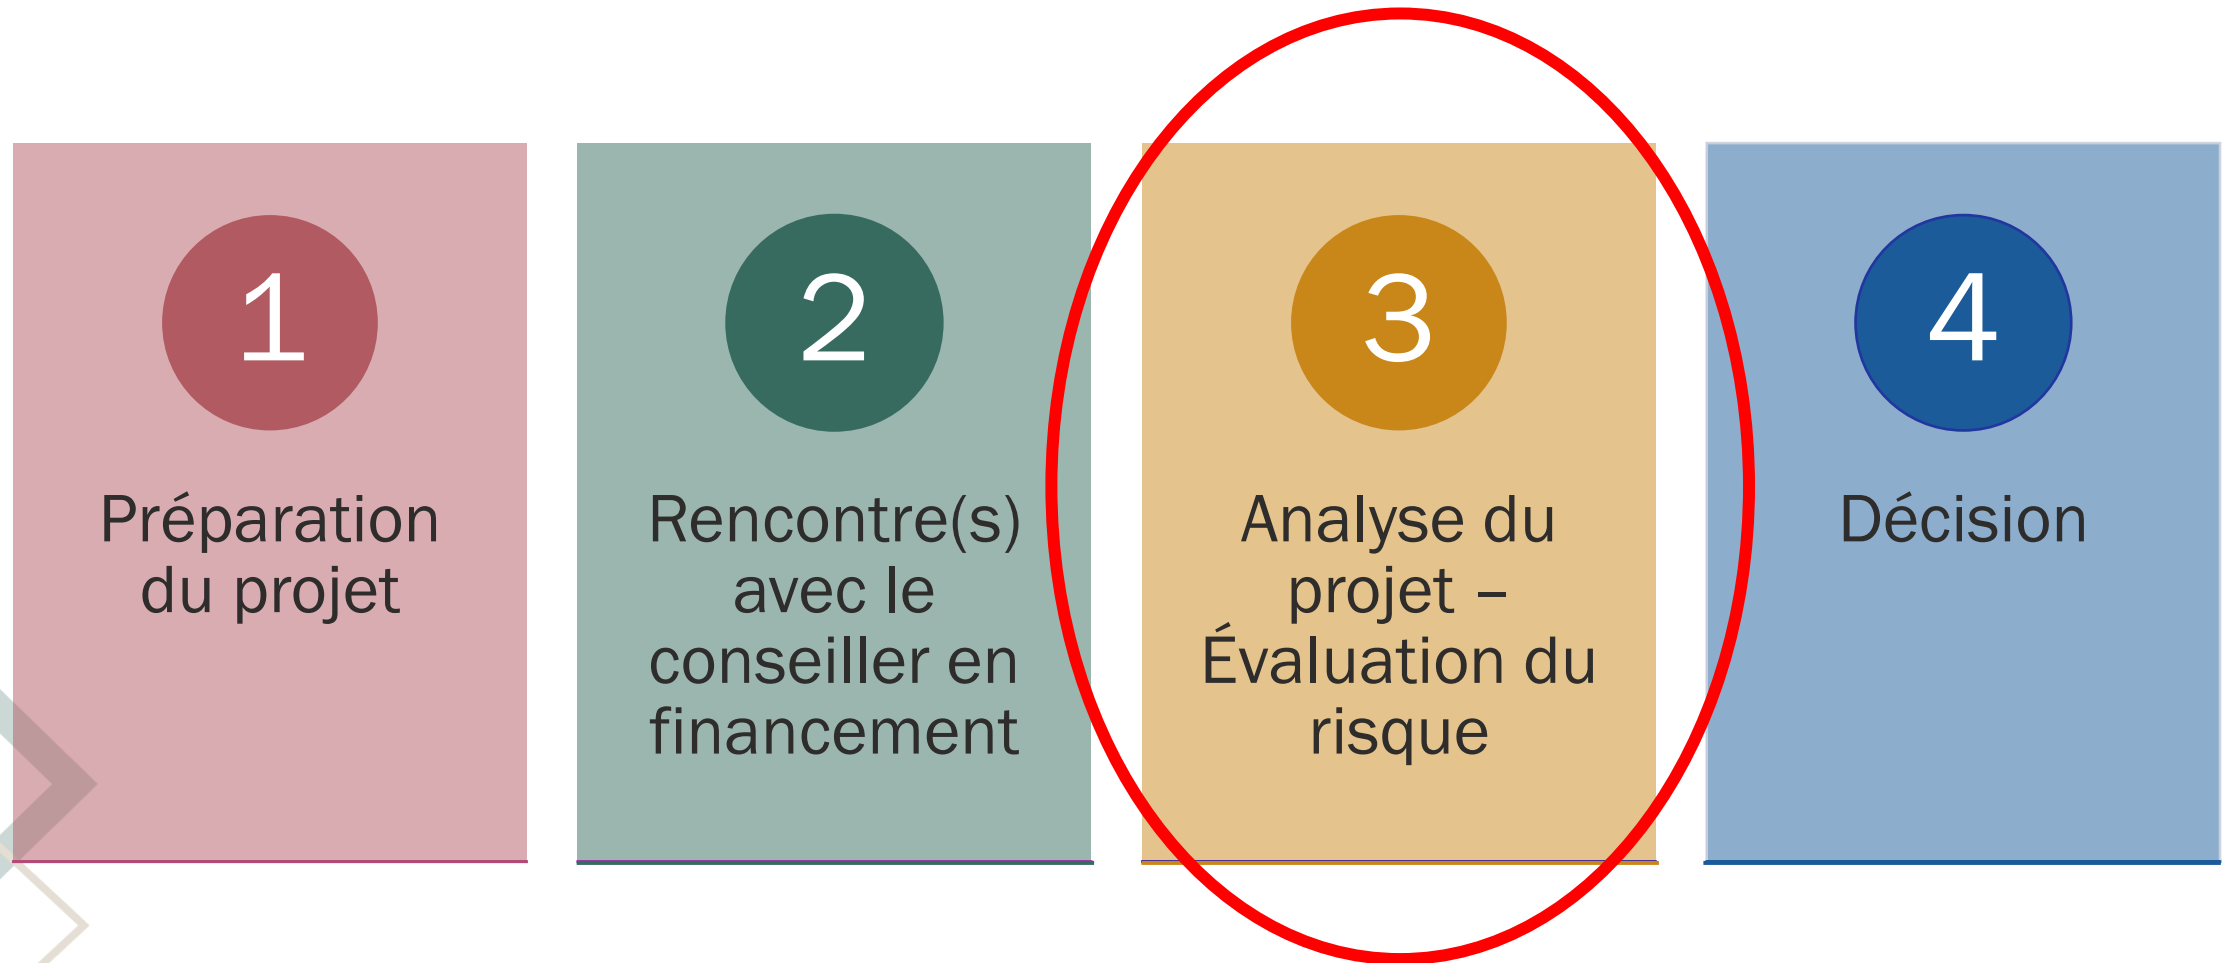 1
Préparation
du projet
2
Rencontre(s)
avec le
conseiller en
financement
3
Analyse du
projet –
Évaluation du
risque
4
Décision